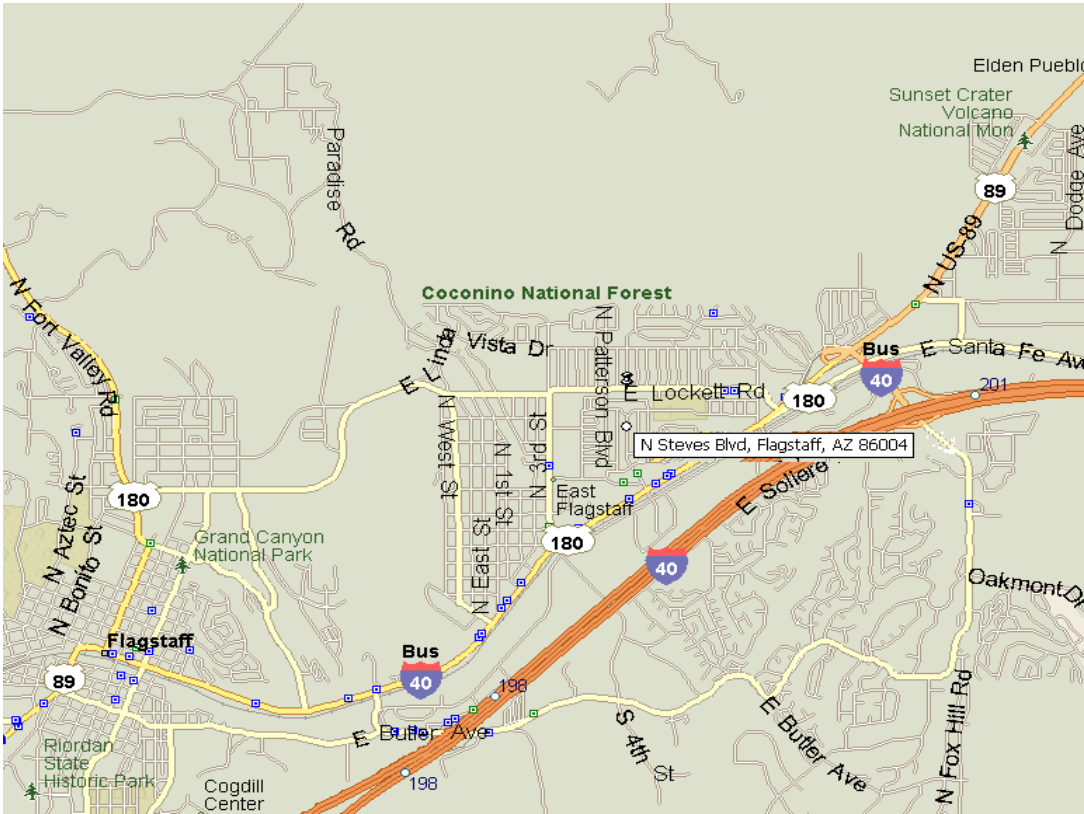 Elden Pueblo
Sunset Crater
Volcano
National Mon
Paradise Rd
89
N Dodge Ave
N US-89
N Fort Valley Rd
Coconino National Forest
E Linda Vista Dr
N Patterson Blvd
Bus
40
E Santa Fe Ave
E Lockett Rd
180
201
N West St
N 1st St
N 3rd St
N Steves Blvd, Flagstaff, AZ 86004
E Soliere
180
East
Flagstaff
180
N Aztec St
N Bonito St
Grand Canyon
National Park
N East St
40
Oakmont Dr
Flagstaff
89
Bus
40
198
E Butler Ave
S 4th St
E Butler Ave
N Fox Hill Rd
Riordan
State
Historic Park
Cogdill
Center
198